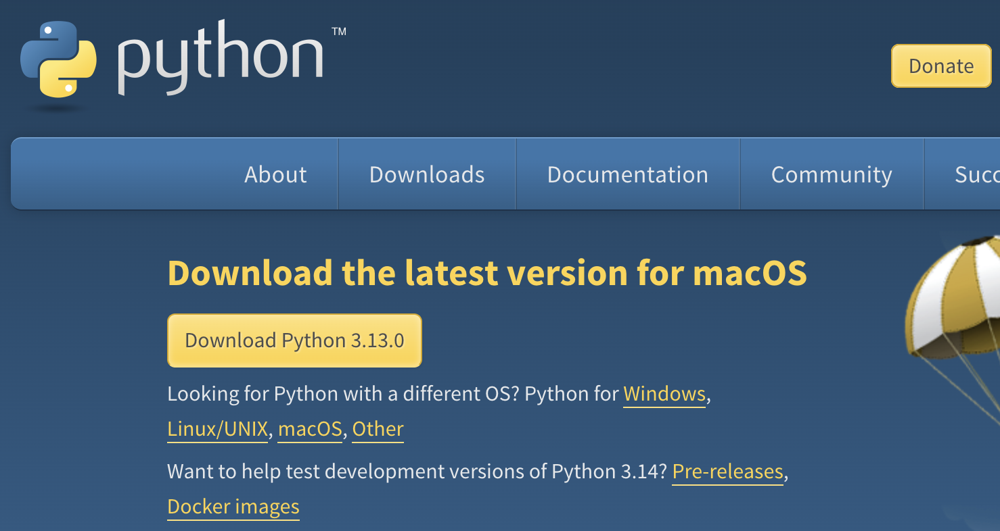 python™
Donate
About Downloads Documentation Community Succ
Download the latest version for macOS
Download Python 3.13.0
Looking for Python with a different OS? Python for Windows,
Linux/UNIX, macOS, Other
Want to help test development versions of Python 3.14? Pre-releases,
Docker images